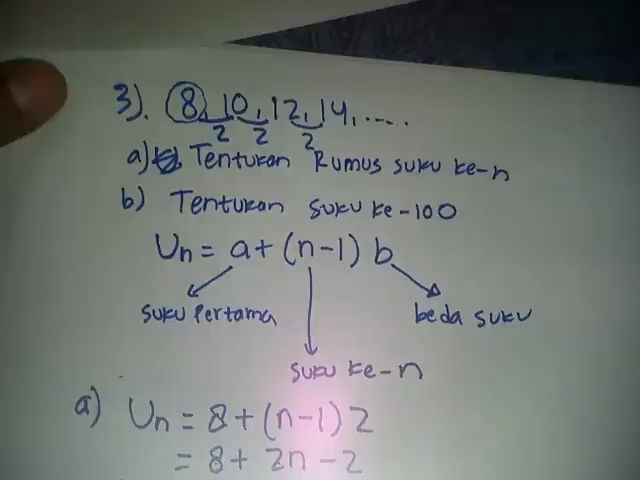 3). 8, 10, 12, 14, .....
2 2 2
a) Tentukan Rumus suku ke-n
b) Tentukan suku ke-100
Un = a + (n-1) b
suku pertama
beda suku
suku ke-n
a) Un = 8 + (n-1) 2
= 8 + 2n - 2